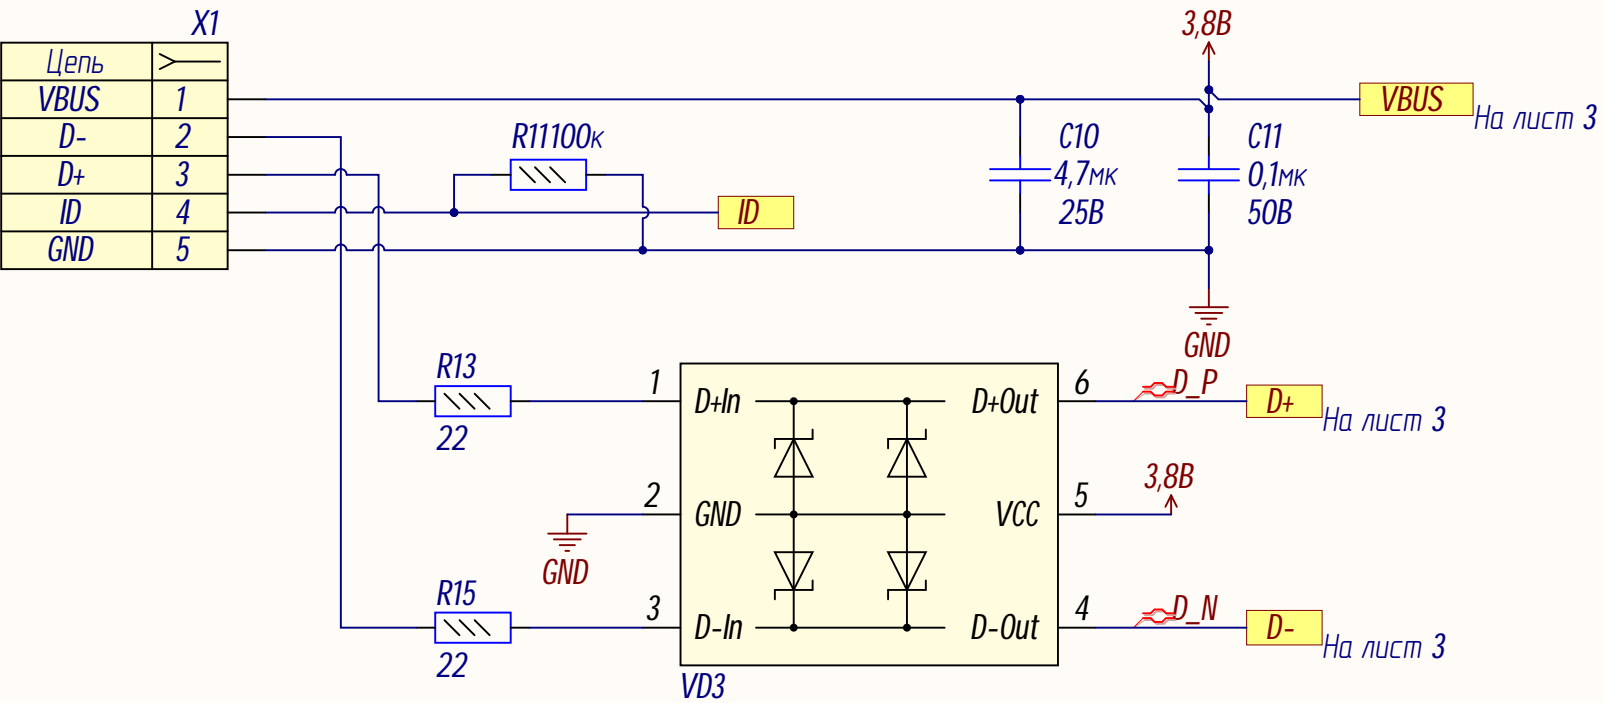 X1
Цепь
VBUS 1
D- 2
D+ 3
ID 4
GND 5
R11 100к
ID
C10
4,7мк
25В
3,8В
C11
0,1мк
50В
VBUS
На лист 3
GND
R13
22
R15
22
GND
1
2
3
D+In
GND
D-In
D+Out
VCC
D-Out
6
5
4
VD3
D_P
D+
На лист 3
3,8В
D_N
D-
На лист 3